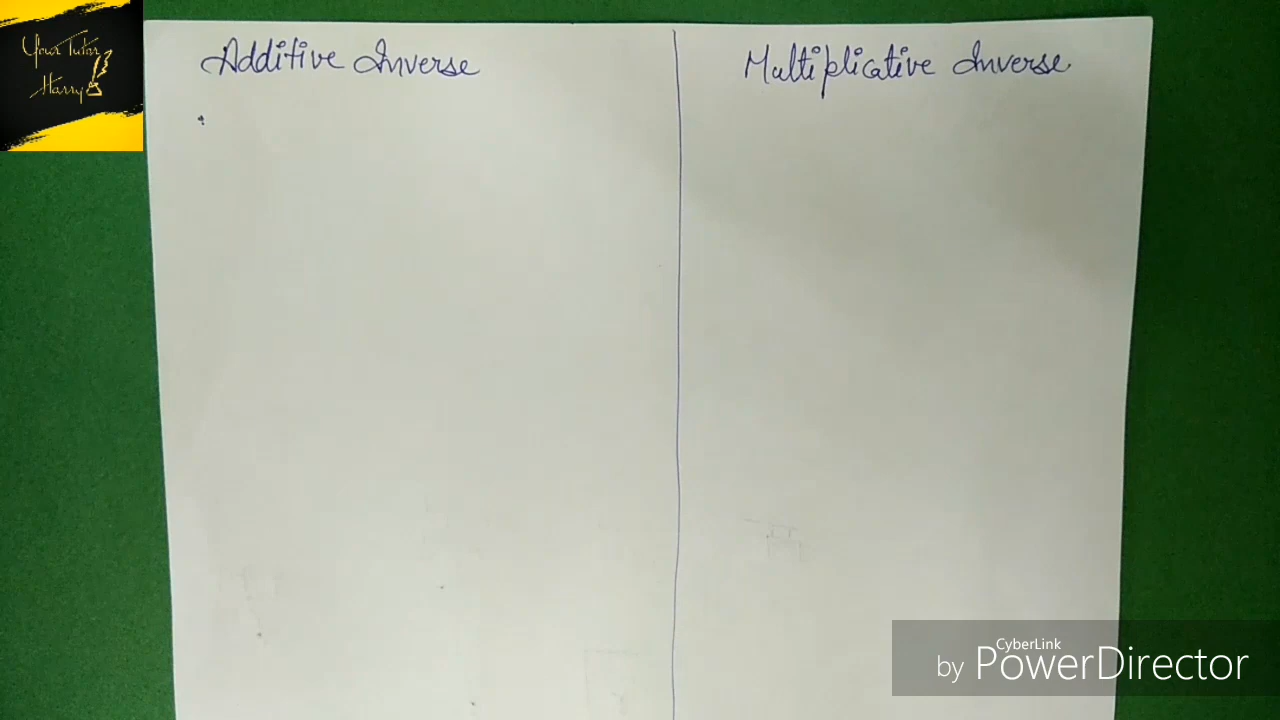 Your Tutor
Harry
Additive Inverse
Multiplicative Inverse
CyberLink
by PowerDirector